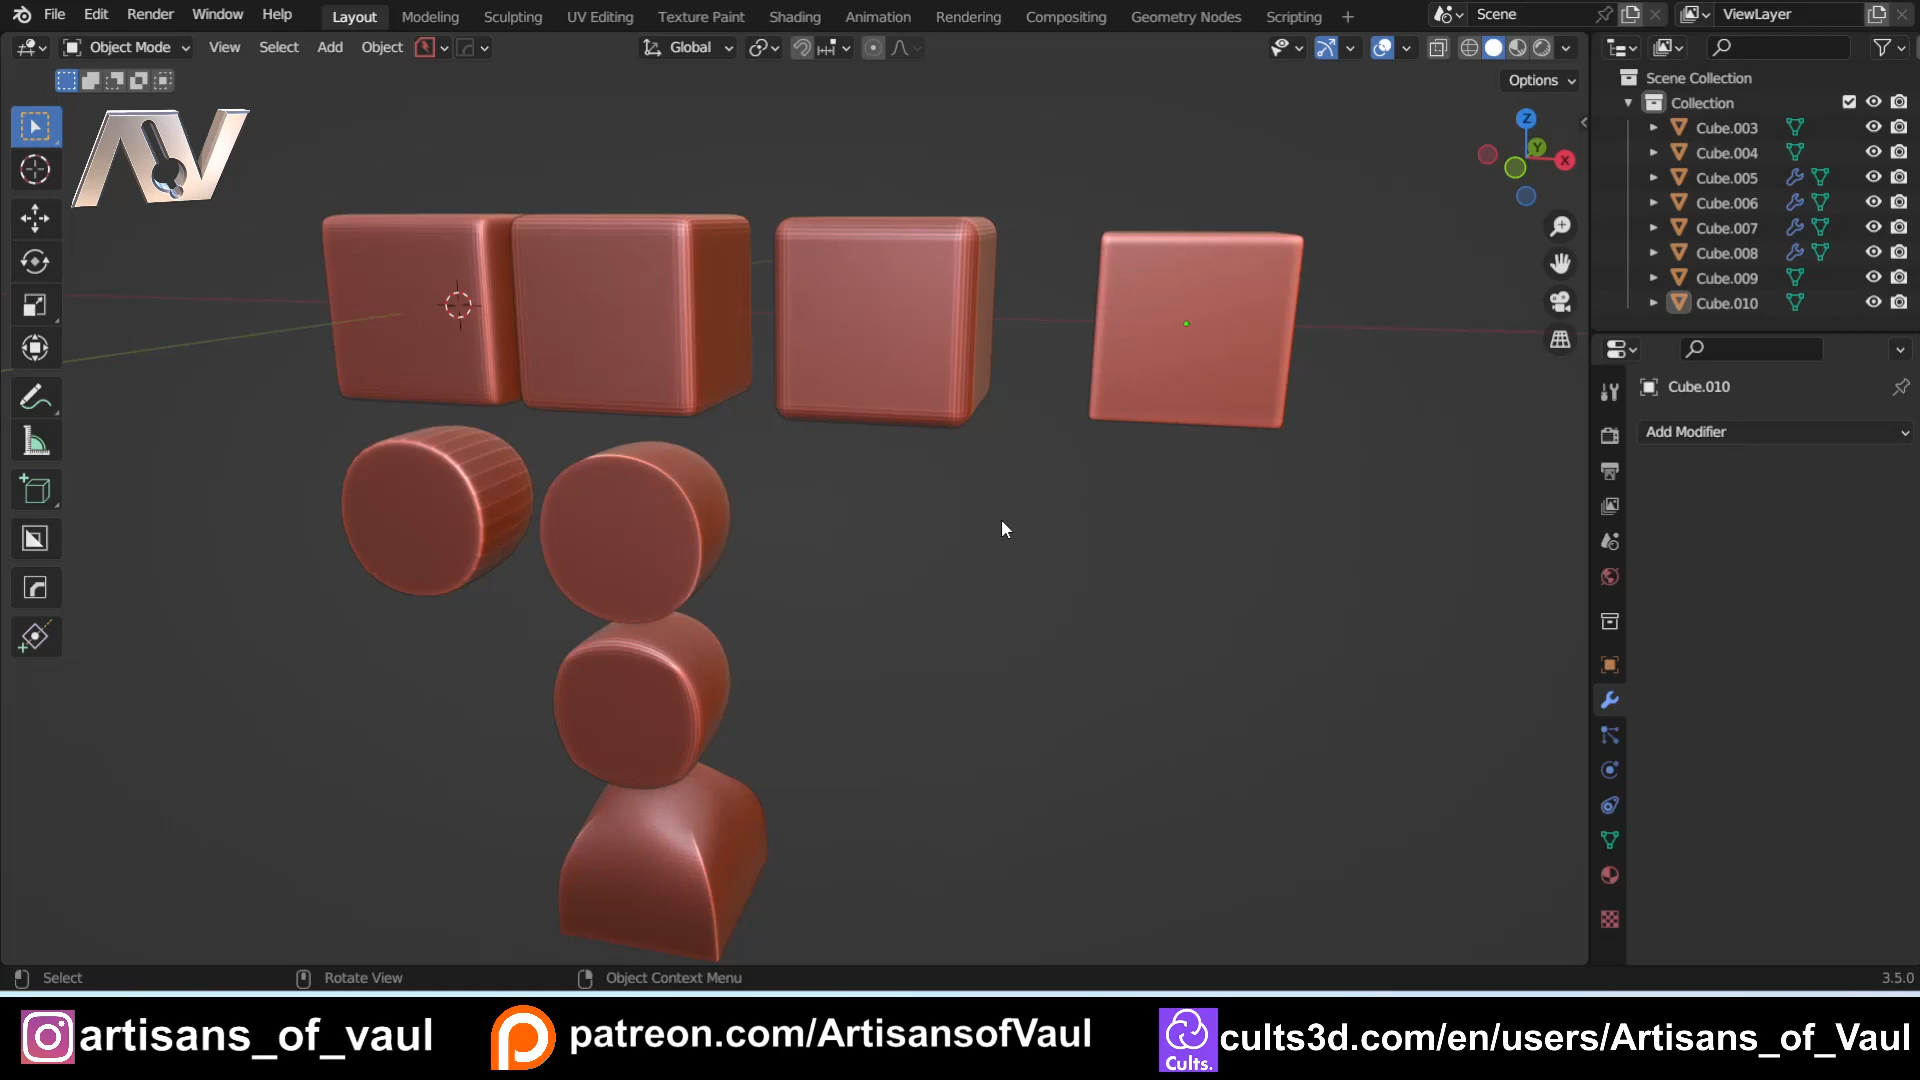 File Edit Render Window Help Layout Modeling Sculpting UV Editing Texture Paint Shading Animation Rendering Compositing Geometry Nodes Scripting + Scene ViewLayer
Object Mode View Select Add Object Global
Options
Scene Collection
Collection
Cube.003
Cube.004
Cube.005
Cube.006
Cube.007
Cube.008
Cube.009
Cube.010
Z
Y
X
AV
Cube.010
Add Modifier
Select Rotate View Object Context Menu 3.5.0
artisans_of_vaul patreon.com/ArtisansofVaul cults3d.com/en/users/Artisans_of_Vaul
Cults.